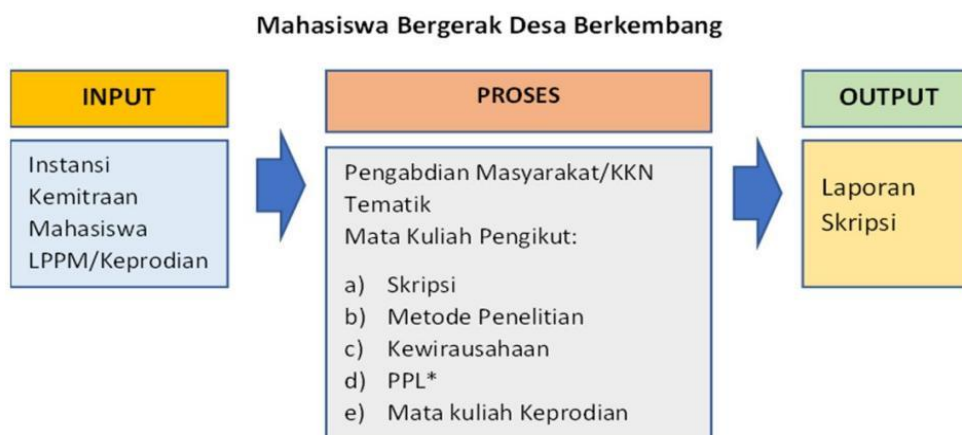 Mahasiswa Bergerak Desa Berkembang
INPUT
Instansi
Kemitraan
Mahasiswa
LPPM/Keprodian
PROSES
Pengabdian Masyarakat/KKN
Tematik
Mata Kuliah Pengikut:
a) Skripsi
b) Metode Penelitian
c) Kewirausahaan
d) PPL*
e) Mata kuliah Keprodian
OUTPUT
Laporan
Skripsi